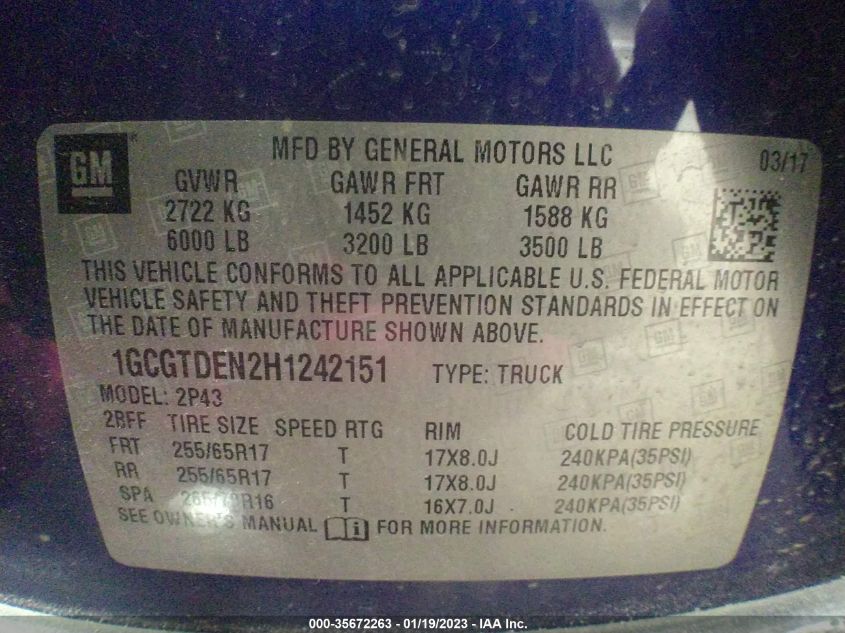 GM
®
MFD BY GENERAL MOTORS LLC
03/17
GVWR GAWR FRT GAWR RR
2722 KG 1452 KG 1588 KG
6000 LB 3200 LB 3500 LB
THIS VEHICLE CONFORMS TO ALL APPLICABLE U.S. FEDERAL MOTOR
VEHICLE SAFETY AND THEFT PREVENTION STANDARDS IN EFFECT ON
THE DATE OF MANUFACTURE SHOWN ABOVE.
1GCGTDEN2H1242151 TYPE: TRUCK
MODEL: 2P43
2BFF TIRE SIZE SPEED RTG RIM COLD TIRE PRESSURE
FRT 255/65R17 T 17X8.0J 240KPA(35PSI)
RR 255/65R17 T 17X8.0J 240KPA(35PSI)
SPA T 16X7.0J 240KPA(35PSI)
SEE OWNER'S MANUAL FOR MORE INFORMATION.
000-35672263 - 01/19/2023 - IAA Inc.